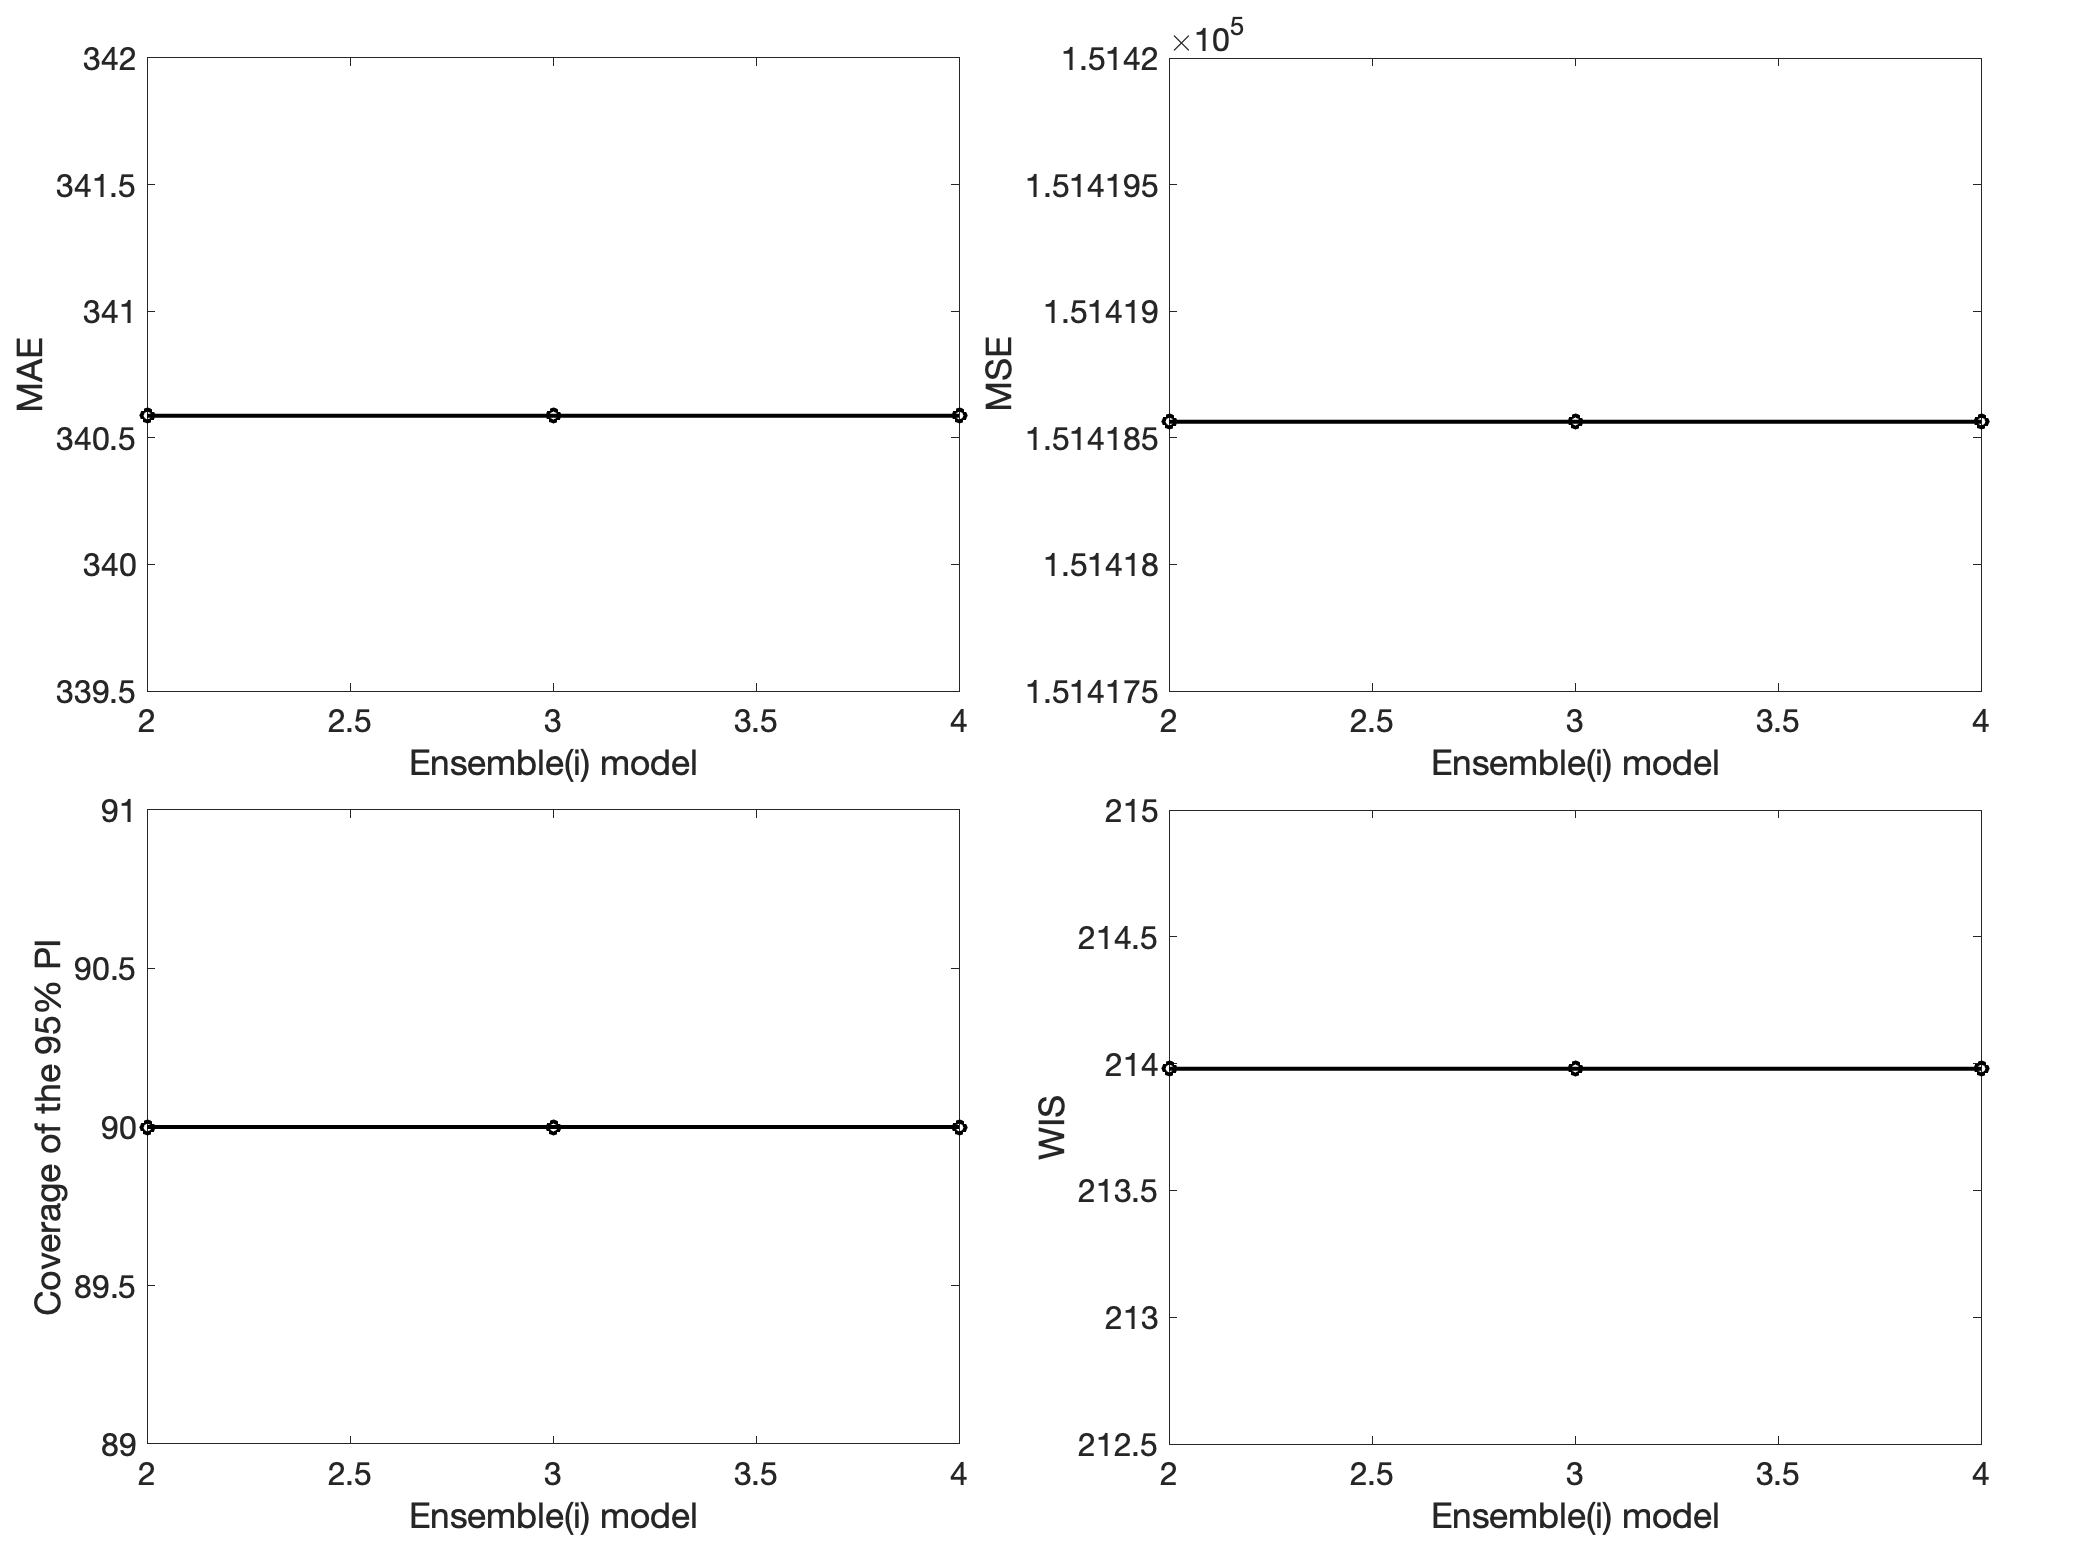 342
341.5
341
340.5
340
339.5
MAE
2 2.5 3 3.5 4
Ensemble(i) model
×10⁵
1.5142
1.514195
1.51419
1.514185
1.51418
1.514175
MSE
2 2.5 3 3.5 4
Ensemble(i) model
91
90.5
90
89.5
89
Coverage of the 95% PI
2 2.5 3 3.5 4
Ensemble(i) model
215
214.5
214
213.5
213
212.5
WIS
2 2.5 3 3.5 4
Ensemble(i) model